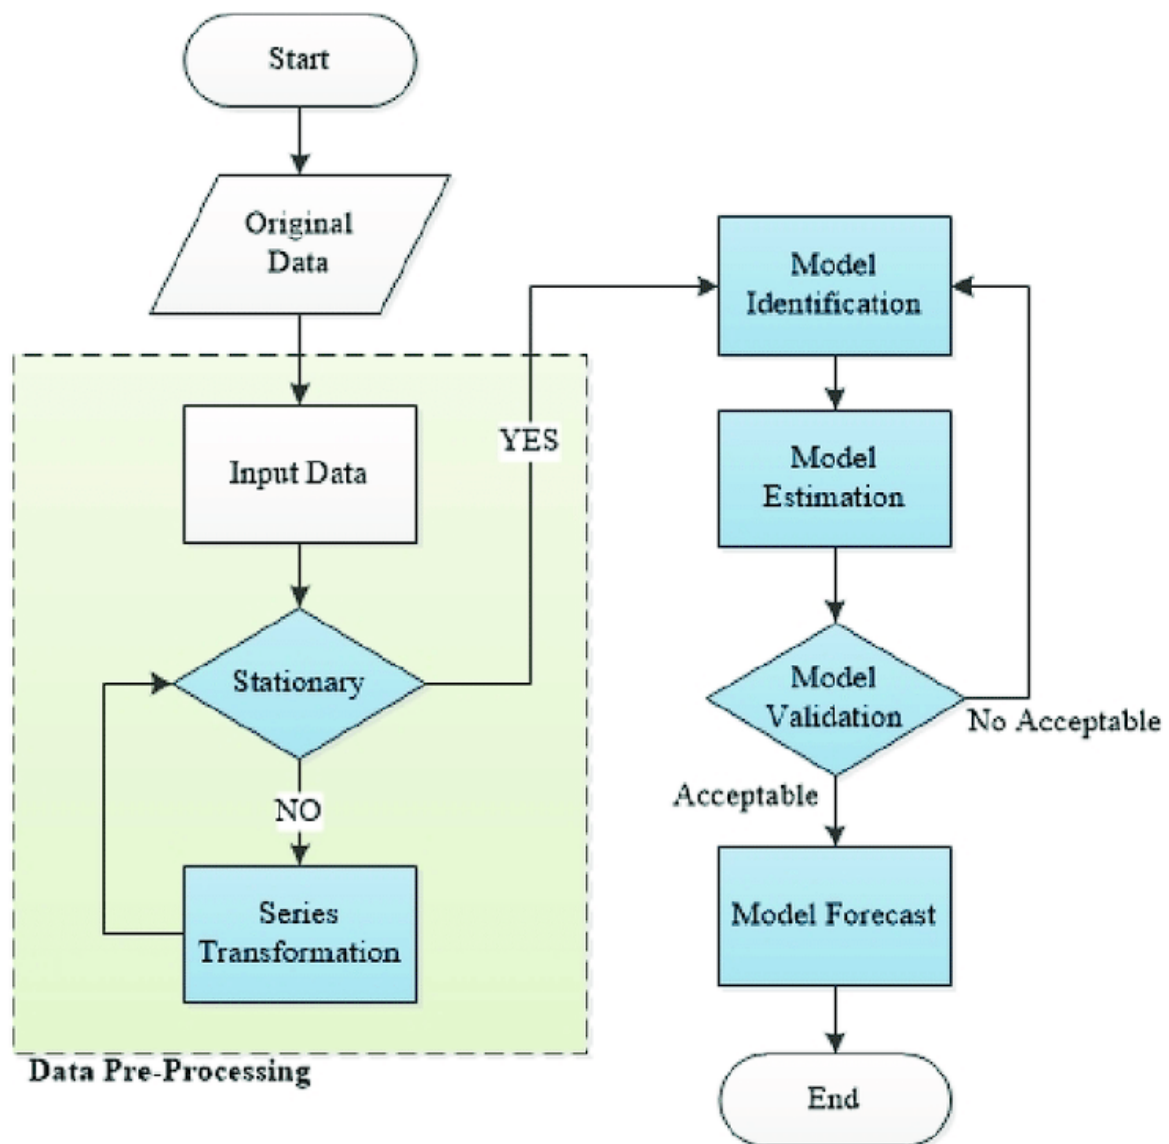 Start
Original
Data
Input Data
Stationary
YES
NO
Series
Transformation
Data Pre-Processing
Model
Identification
Model
Estimation
Model
Validation
No Acceptable
Acceptable
Model Forecast
End